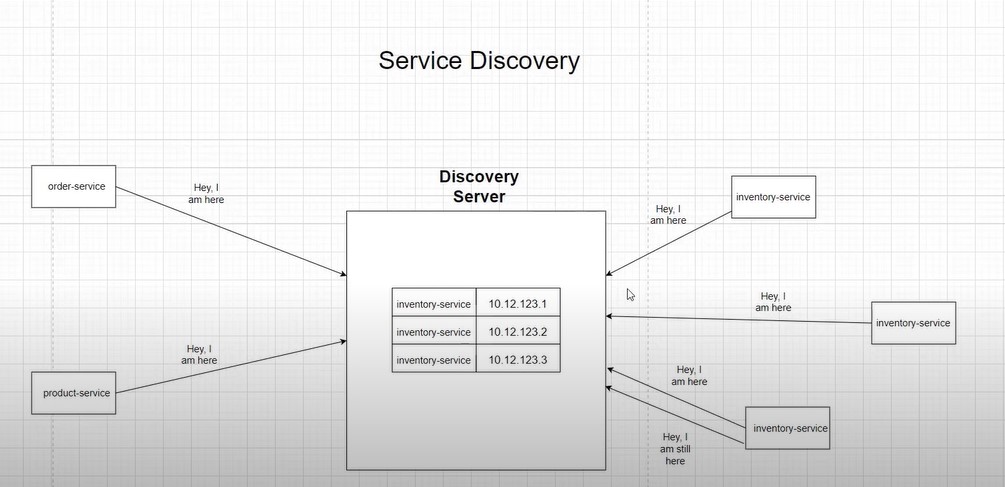 Service Discovery
order-service
Hey, I
am here
Discovery
Server
Hey, I
am here
inventory-service
inventory-service 10.12.123.1
inventory-service 10.12.123.2
inventory-service 10.12.123.3
Hey, I
am here
inventory-service
Hey, I
am here
product-service
Hey, I
am here
inventory-service
Hey, I
am still
here